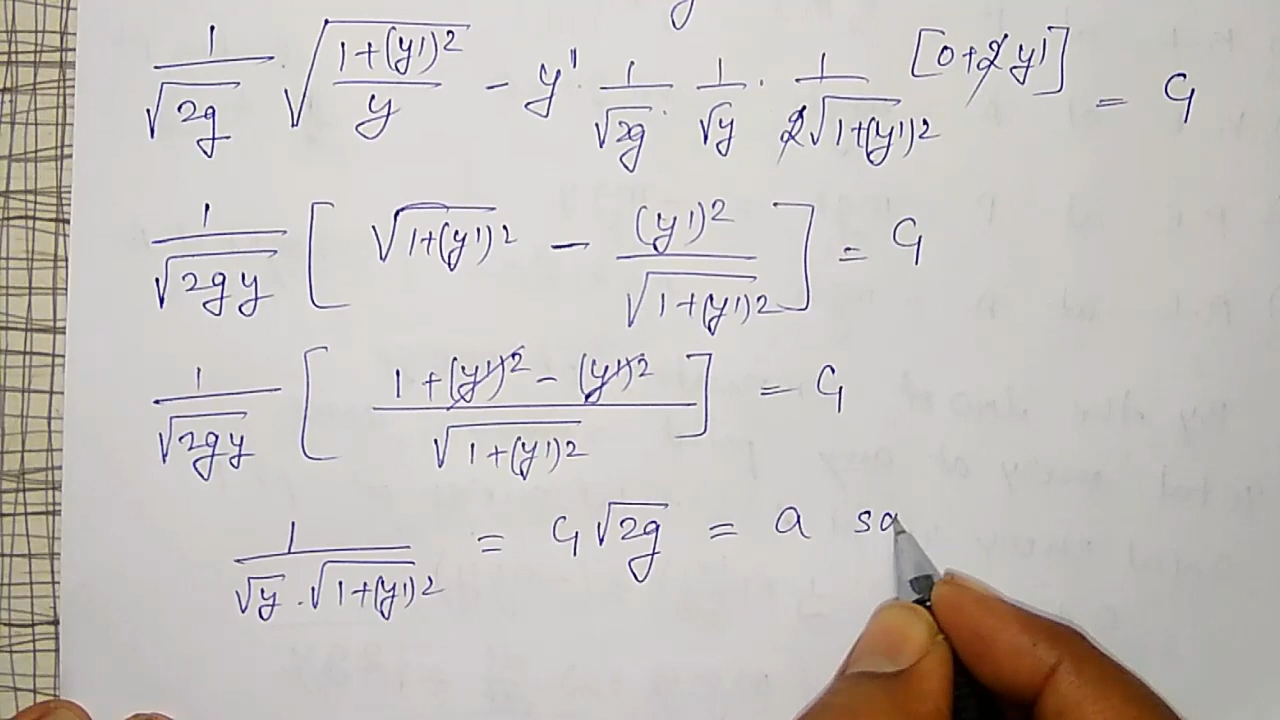 1/√2g · √(1+(y')²/y) − y' · 1/√2g · 1/√y · 1/2√1+(y')² [0+2y'] = C₁
1/√2gy [ √1+(y')² − (y')²/√1+(y')² ] = C₁
1/√2gy [ 1+(y')² − (y')² / √1+(y')² ] = C₁
1/√y · √1+(y')² = C₁√2g = a sa